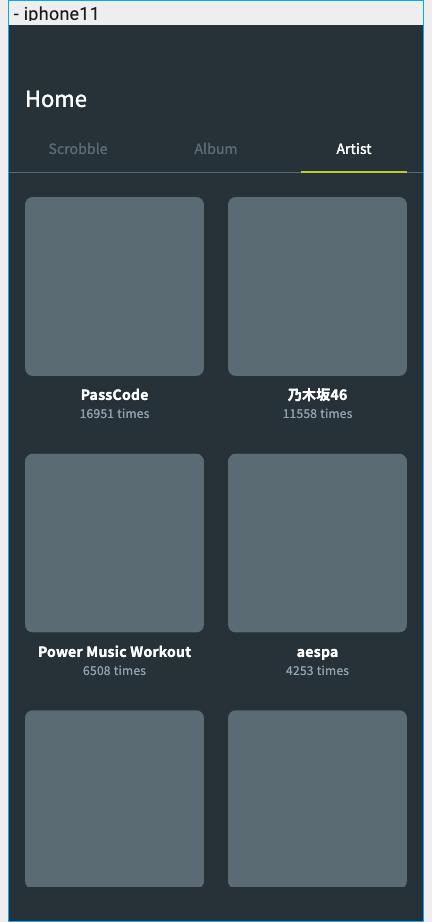 - iphone11
Home
Scrobble
Album
Artist
PassCode
16951 times
乃木坂46
11558 times
Power Music Workout
6508 times
aespa
4253 times